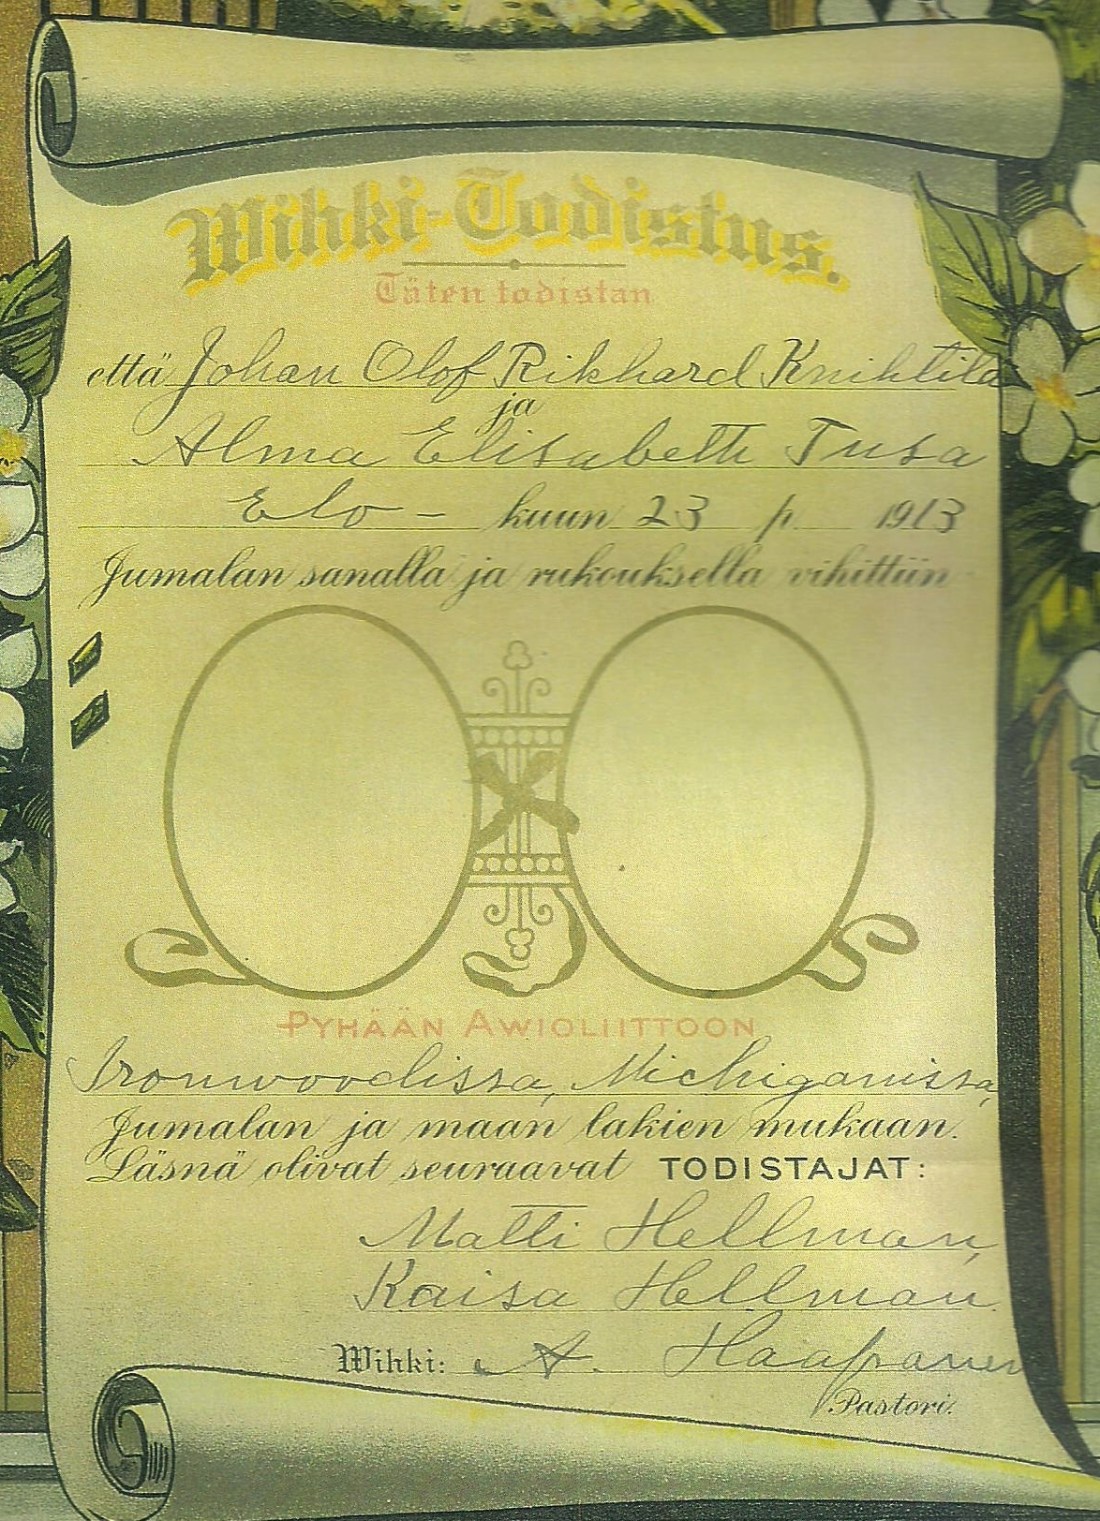 Wihki-Todistus.
Täten todistan
että Johan Olof Rikhard Knihtila
ja
Alma Elisabeth Tusa
Elo - kuun 23 p. 1913
Jumalan sanalla ja rukouksella vihittiin
PYHÄÄN AWIOLIITTOON
Ironwoodissa, Michiganissa,
Jumalan ja maan lakien mukaan.
Läsnä olivat seuraavat TODISTAJAT:
Matti Hellman,
Kaisa Hellman.
Wihki: A. Haapanen
Pastori.